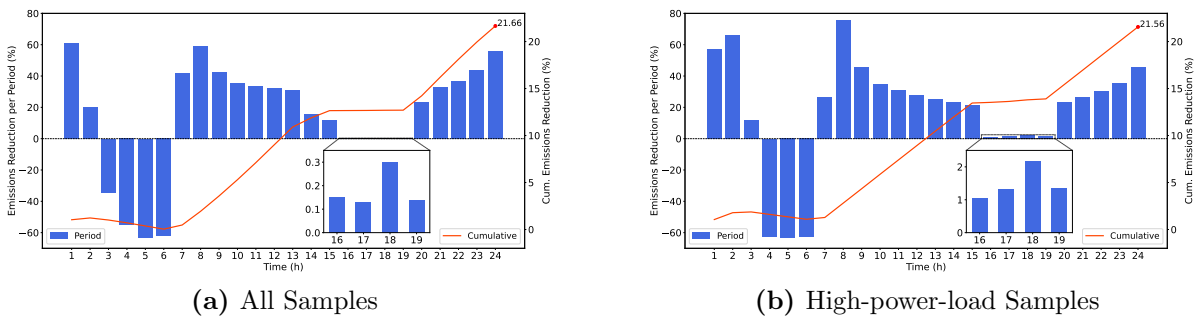 80
60
40
20
0
−20
−40
−60
Emissions Reduction per Period (%)
21.66
20
15
10
5
0
Cum. Emissions Reduction (%)
0.3
0.2
0.1
0.0
16 17 18 19
Period
Cumulative
1 2 3 4 5 6 7 8 9 10 11 12 13 14 15 16 17 18 19 20 21 22 23 24
Time (h)
(a) All Samples
80
60
40
20
0
−20
−40
−60
Emissions Reduction per Period (%)
21.56
20
15
10
5
0
Cum. Emissions Reduction (%)
2
1
0
16 17 18 19
Period
Cumulative
1 2 3 4 5 6 7 8 9 10 11 12 13 14 15 16 17 18 19 20 21 22 23 24
Time (h)
(b) High-power-load Samples